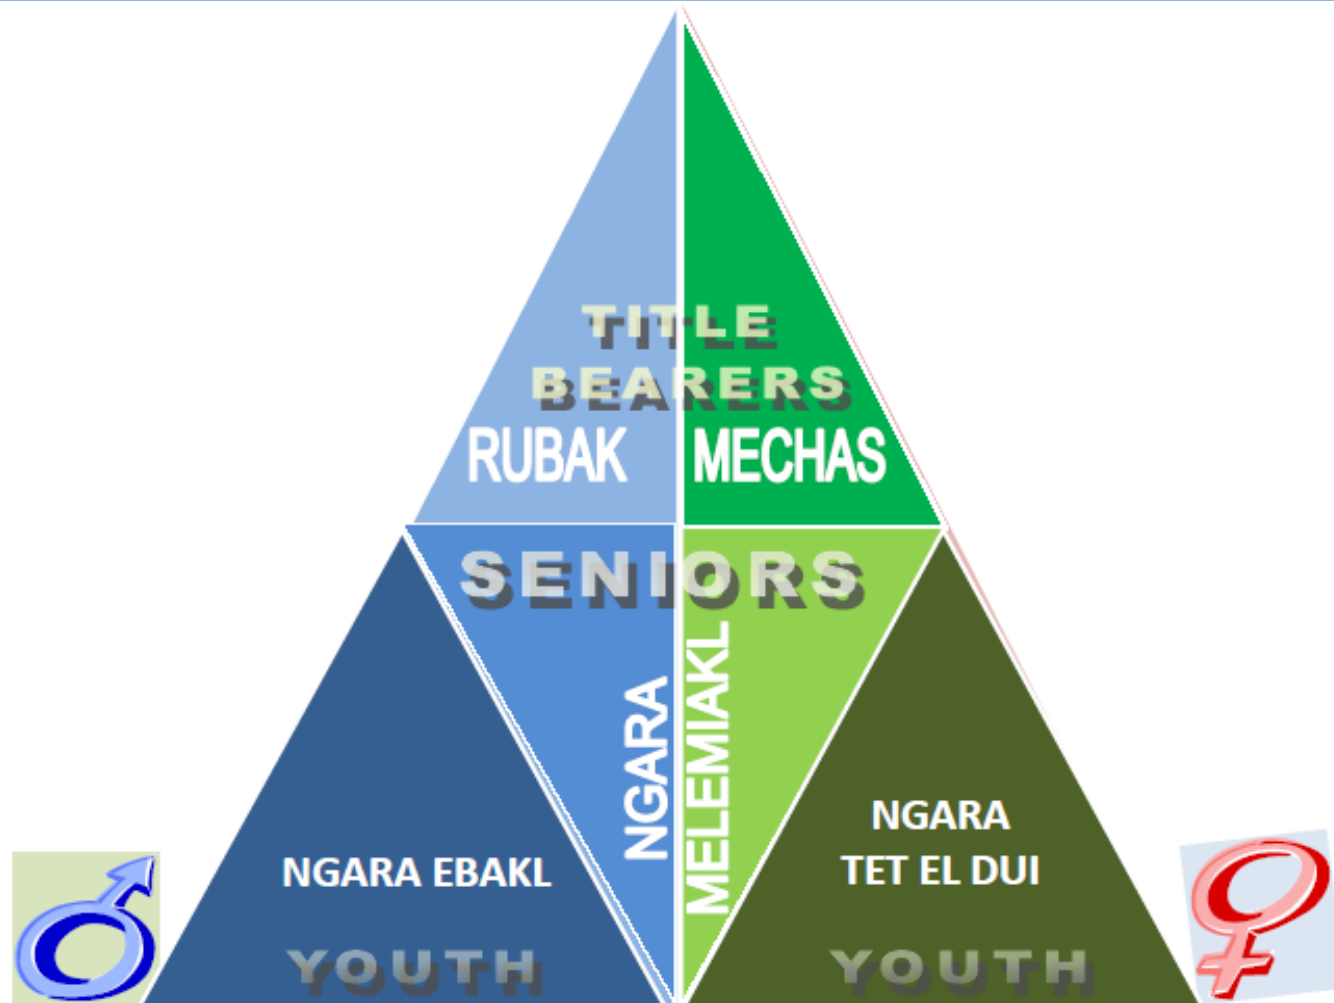 TITLE
BEARERS
RUBAK
MECHAS
SENIORS
NGARA
MELEMIAKL
NGARA EBAKL
NGARA
TET EL DUI
YOUTH
YOUTH